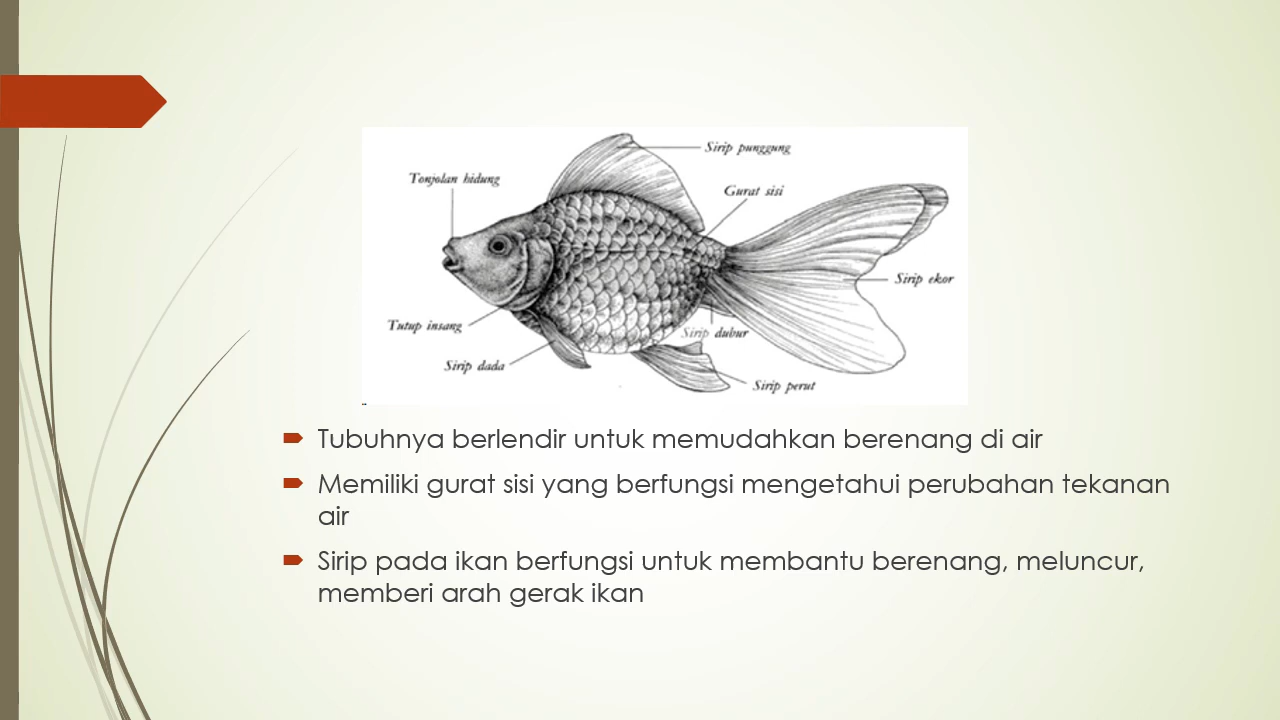 Sirip punggung
Tonjolan hidung
Gurat sisi
Sirip ekor
Tutup insang
Sirip dubur
Sirip dada
Sirip perut
Tubuhnya berlendir untuk memudahkan berenang di air
Memiliki gurat sisi yang berfungsi mengetahui perubahan tekanan
air
Sirip pada ikan berfungsi untuk membantu berenang, meluncur,
memberi arah gerak ikan